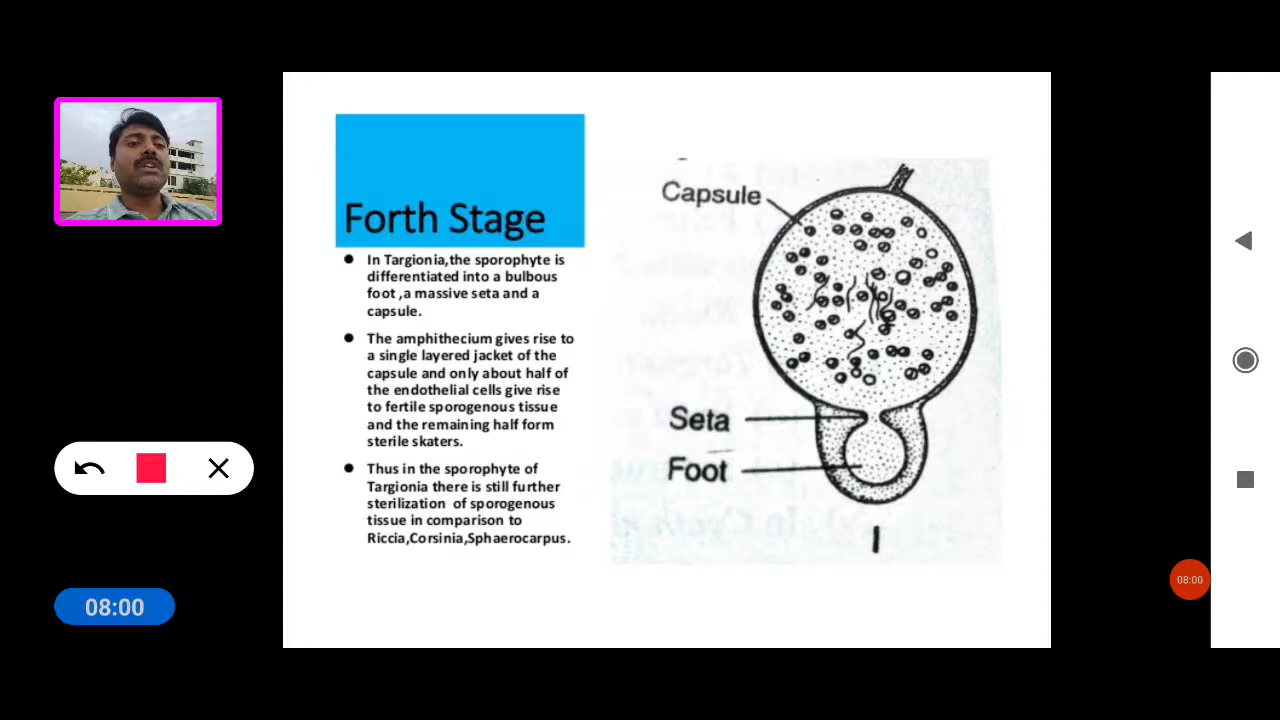 Forth Stage
In Targionia,the sporophyte is
differentiated into a bulbous
foot ,a massive seta and a
capsule.
The amphithecium gives rise to
a single layered jacket of the
capsule and only about half of
the endothelial cells give rise
to fertile sporogenous tissue
and the remaining half form
sterile skaters.
Thus in the sporophyte of
Targionia there is still further
sterilization of sporogenous
tissue in comparison to
Riccia,Corsinia,Sphaerocarpus.
Capsule
Seta
Foot
I
08:00
08:00